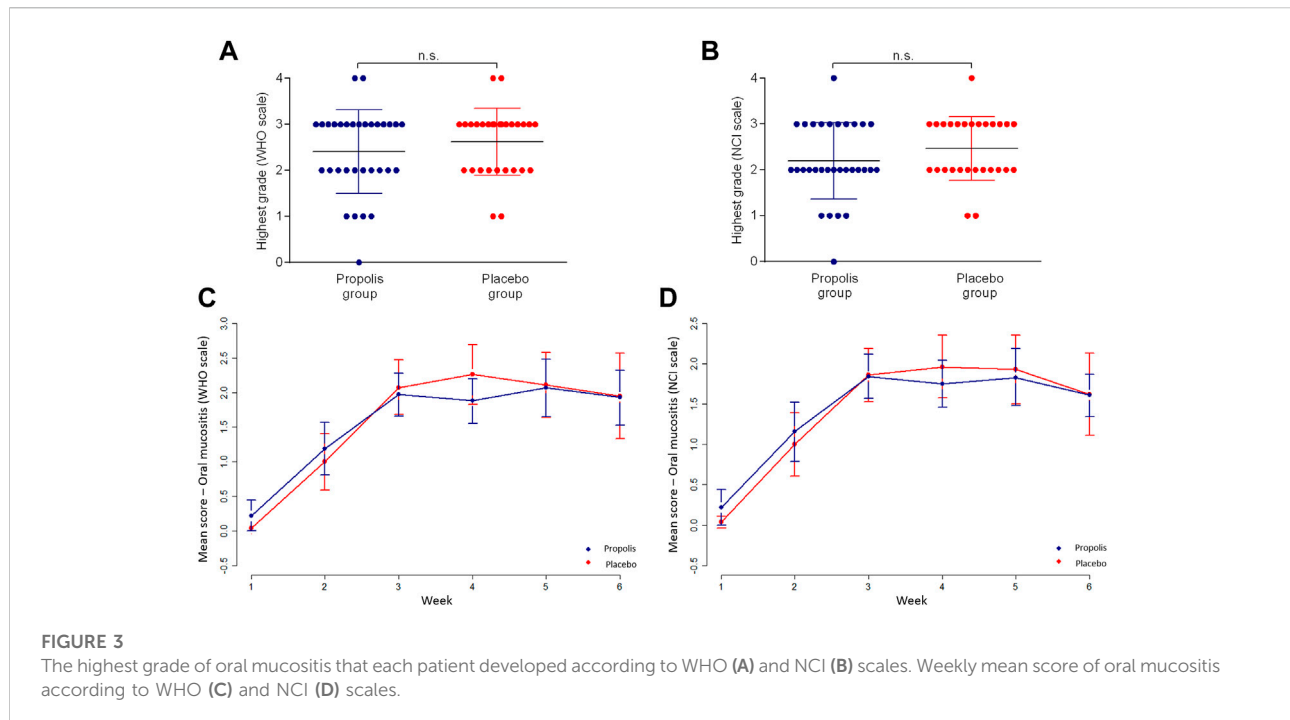 A
n.s.
Highest grade (WHO scale)
4
3
2
1
0
Propolis
group
Placebo
group
B
n.s.
Highest grade (NCI scale)
4
3
2
1
0
Propolis
group
Placebo
group
C
Mean score – Oral mucositis (WHO scale)
3.0
2.5
2.0
1.5
1.0
0.5
0.0
-0.5
Propolis
Placebo
1 2 3 4 5 6
Week
D
Mean score – Oral mucositis (NCI scale)
2.5
2.0
1.5
1.0
0.5
0.0
-0.5
Propolis
Placebo
1 2 3 4 5 6
Week
FIGURE 3
The highest grade of oral mucositis that each patient developed according to WHO (A) and NCI (B) scales. Weekly mean score of oral mucositis
according to WHO (C) and NCI (D) scales.